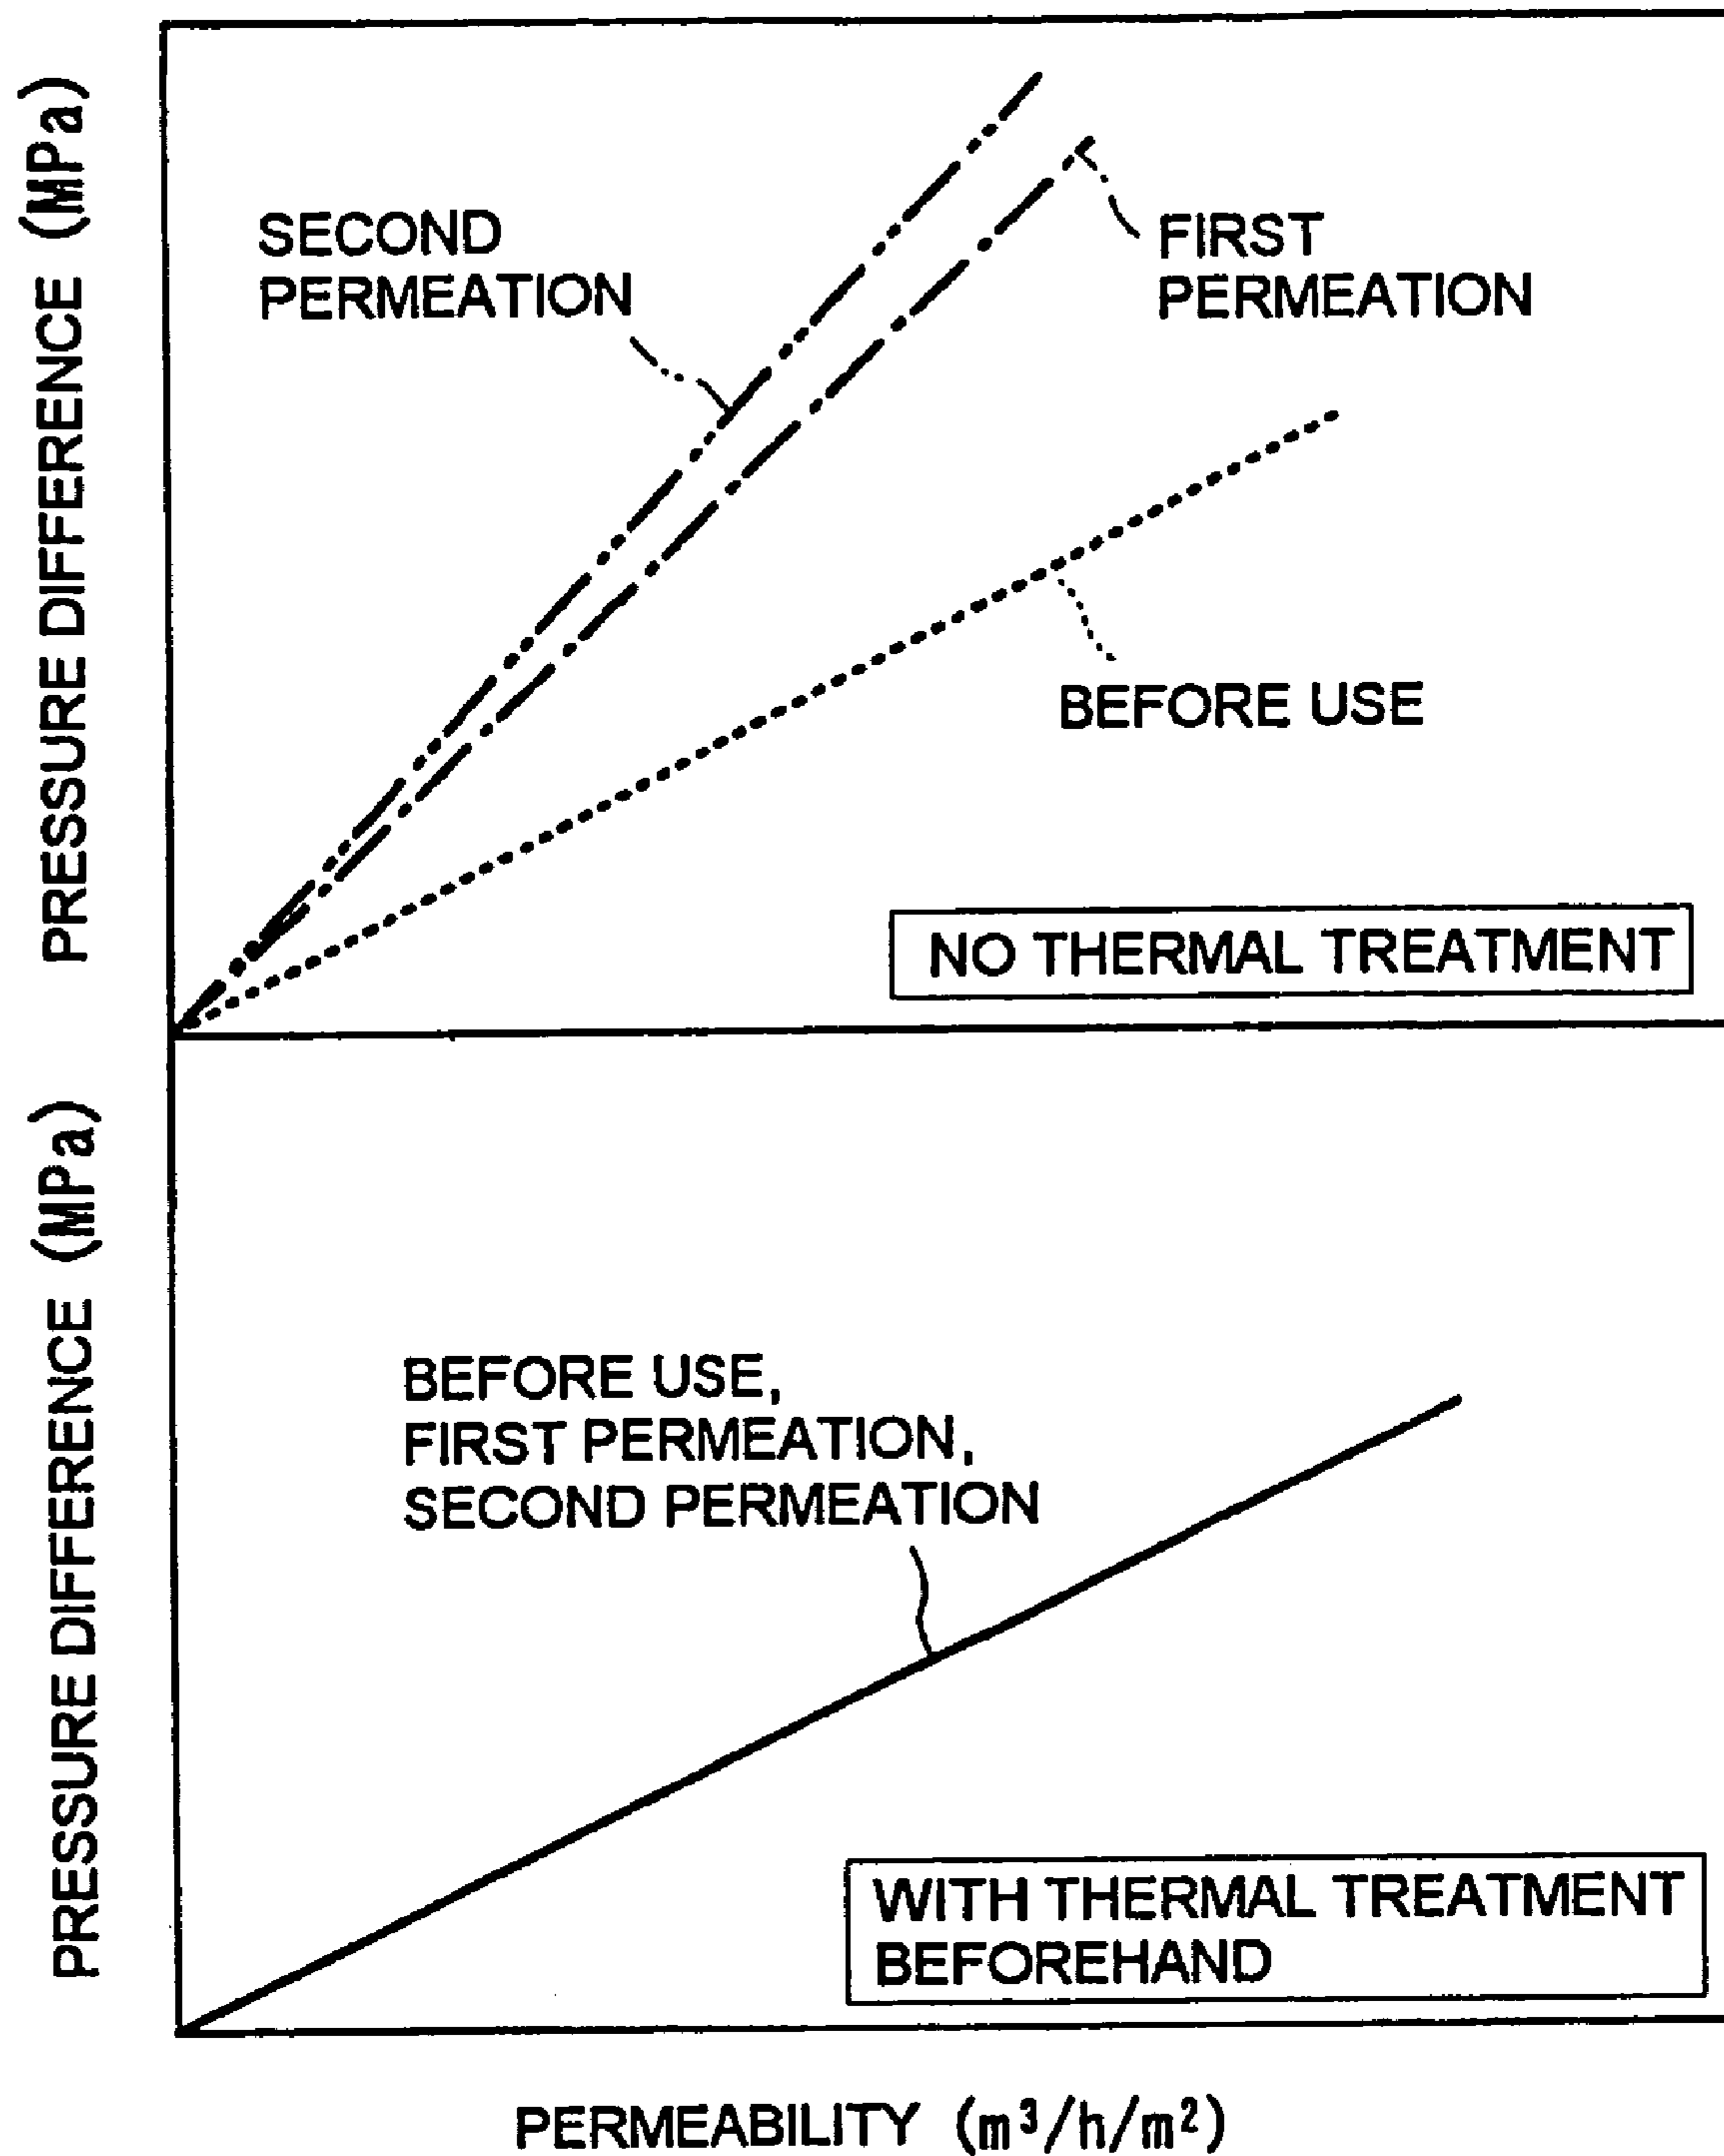 PRESSURE DIFFERENCE (MPa)
SECOND
PERMEATION
FIRST
PERMEATION
BEFORE USE
NO THERMAL TREATMENT
PRESSURE DIFFERENCE (MPa)
BEFORE USE,
FIRST PERMEATION,
SECOND PERMEATION
WITH THERMAL TREATMENT
BEFOREHAND
PERMEABILITY (m³/h/m²)